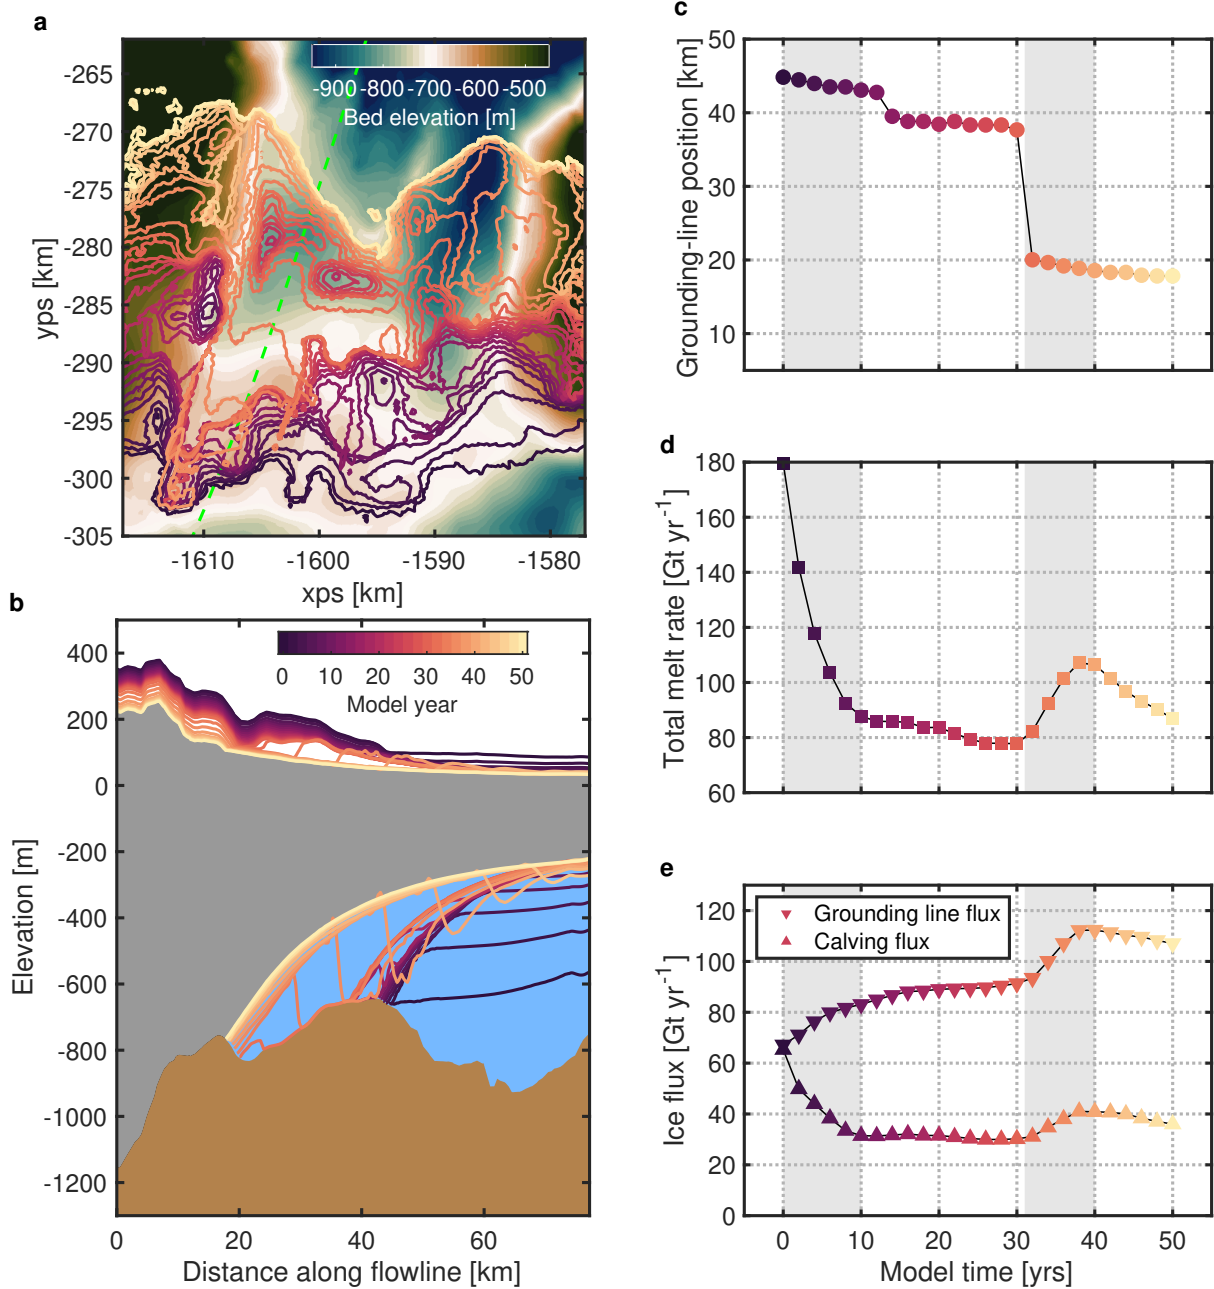 a
-265
-270
-275
-280
-285
-290
-295
-300
-305
yps [km]
-900 -800 -700 -600 -500
Bed elevation [m]
-1610 -1600 -1590 -1580
xps [km]
b
400
200
0
-200
-400
-600
-800
-1000
-1200
Elevation [m]
0 10 20 30 40 50
Model year
0 20 40 60
Distance along flowline [km]
c
50
40
30
20
10
Grounding-line position [km]
d
180
160
140
120
100
80
60
Total melt rate [Gt yr⁻¹]
e
120
100
80
60
40
20
0
Ice flux [Gt yr⁻¹]
Grounding line flux
Calving flux
0 10 20 30 40 50
Model time [yrs]